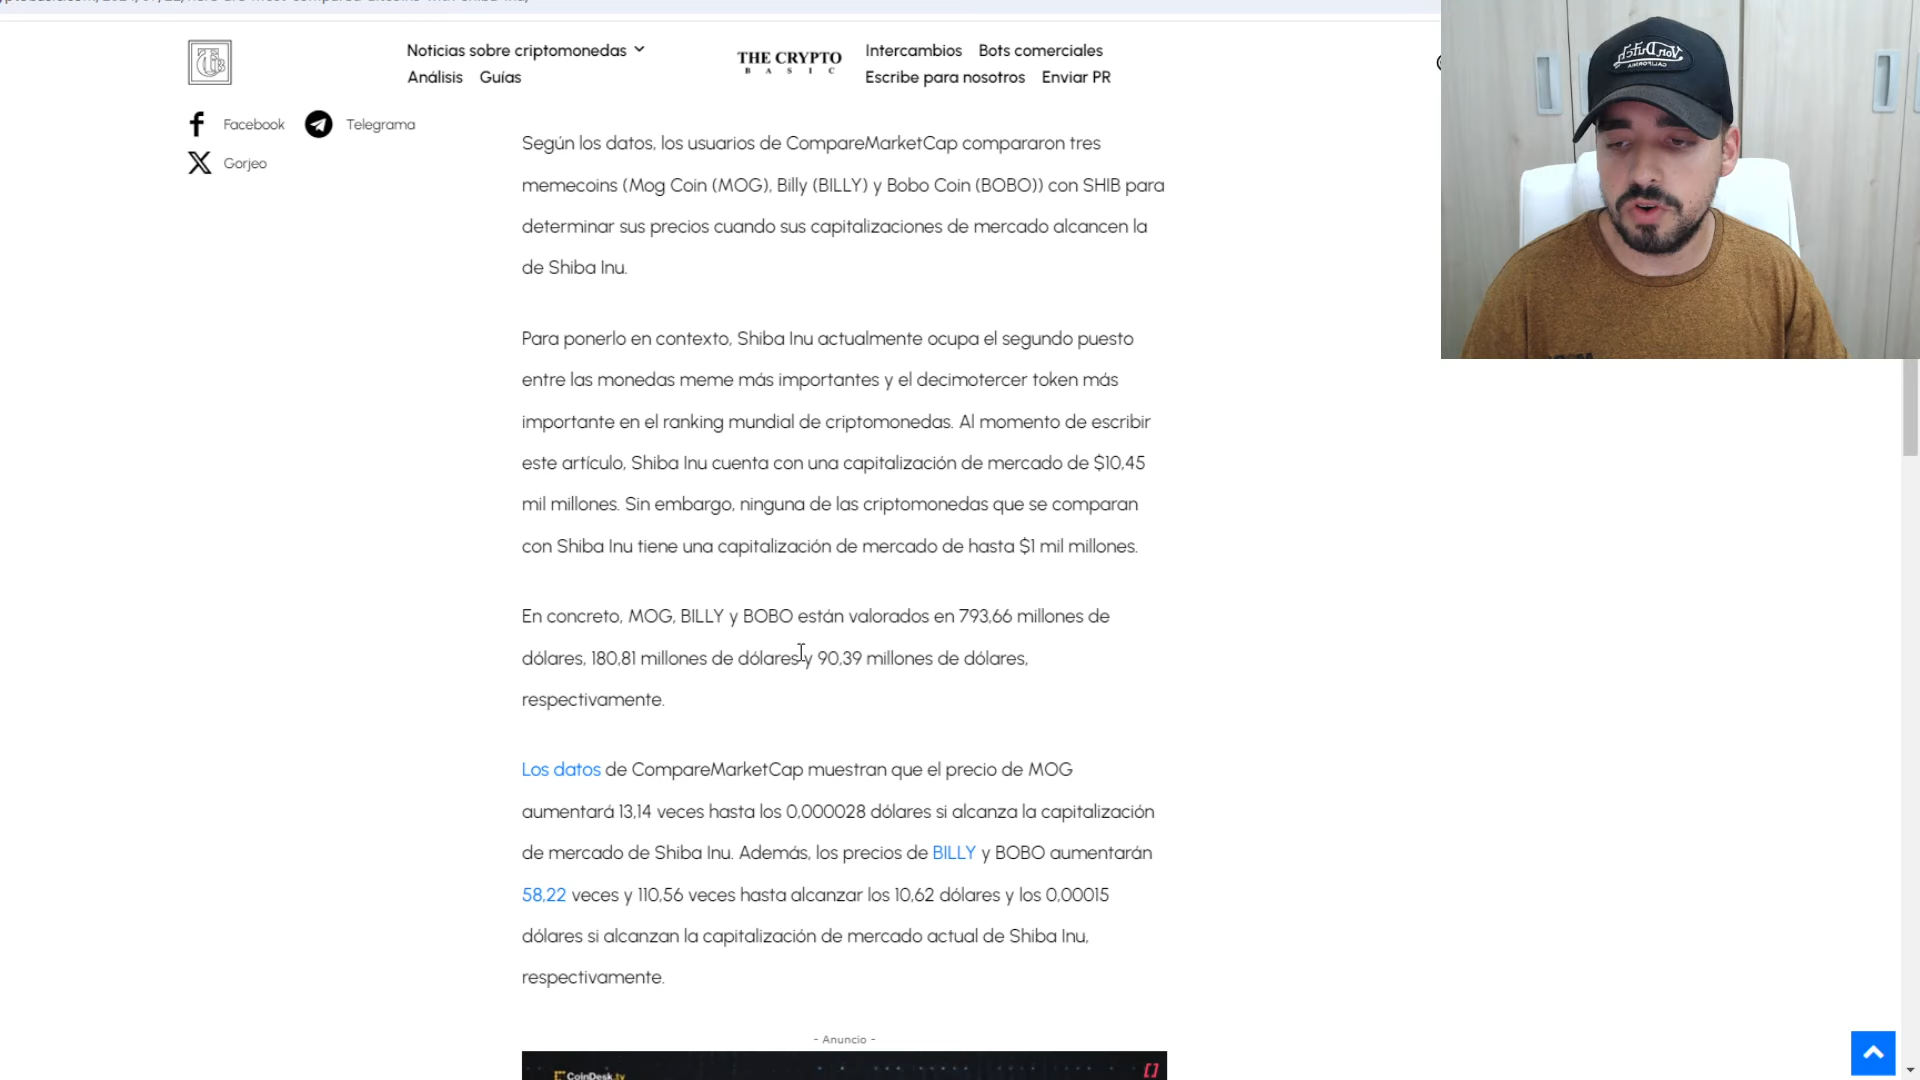 Noticias sobre criptomonedas
Análisis Guías
THE CRYPTO
BASIC
Intercambios Bots comerciales
Escribe para nosotros Enviar PR
Facebook Telegrama
Gorjeo
Según los datos, los usuarios de CompareMarketCap compararon tres
memecoins (Mog Coin (MOG), Billy (BILLY) y Bobo Coin (BOBO)) con SHIB para
determinar sus precios cuando sus capitalizaciones de mercado alcancen la
de Shiba Inu.
Para ponerlo en contexto, Shiba Inu actualmente ocupa el segundo puesto
entre las monedas meme más importantes y el decimotercer token más
importante en el ranking mundial de criptomonedas. Al momento de escribir
este artículo, Shiba Inu cuenta con una capitalización de mercado de $10,45
mil millones. Sin embargo, ninguna de las criptomonedas que se comparan
con Shiba Inu tiene una capitalización de mercado de hasta $1 mil millones.
En concreto, MOG, BILLY y BOBO están valorados en 793,66 millones de
dólares, 180,81 millones de dólares y 90,39 millones de dólares,
respectivamente.
Los datos de CompareMarketCap muestran que el precio de MOG
aumentará 13,14 veces hasta los 0,000028 dólares si alcanza la capitalización
de mercado de Shiba Inu. Además, los precios de BILLY y BOBO aumentarán
58,22 veces y 110,56 veces hasta alcanzar los 10,62 dólares y los 0,00015
dólares si alcanzan la capitalización de mercado actual de Shiba Inu,
respectivamente.
- Anuncio -
CoinDesk.tv